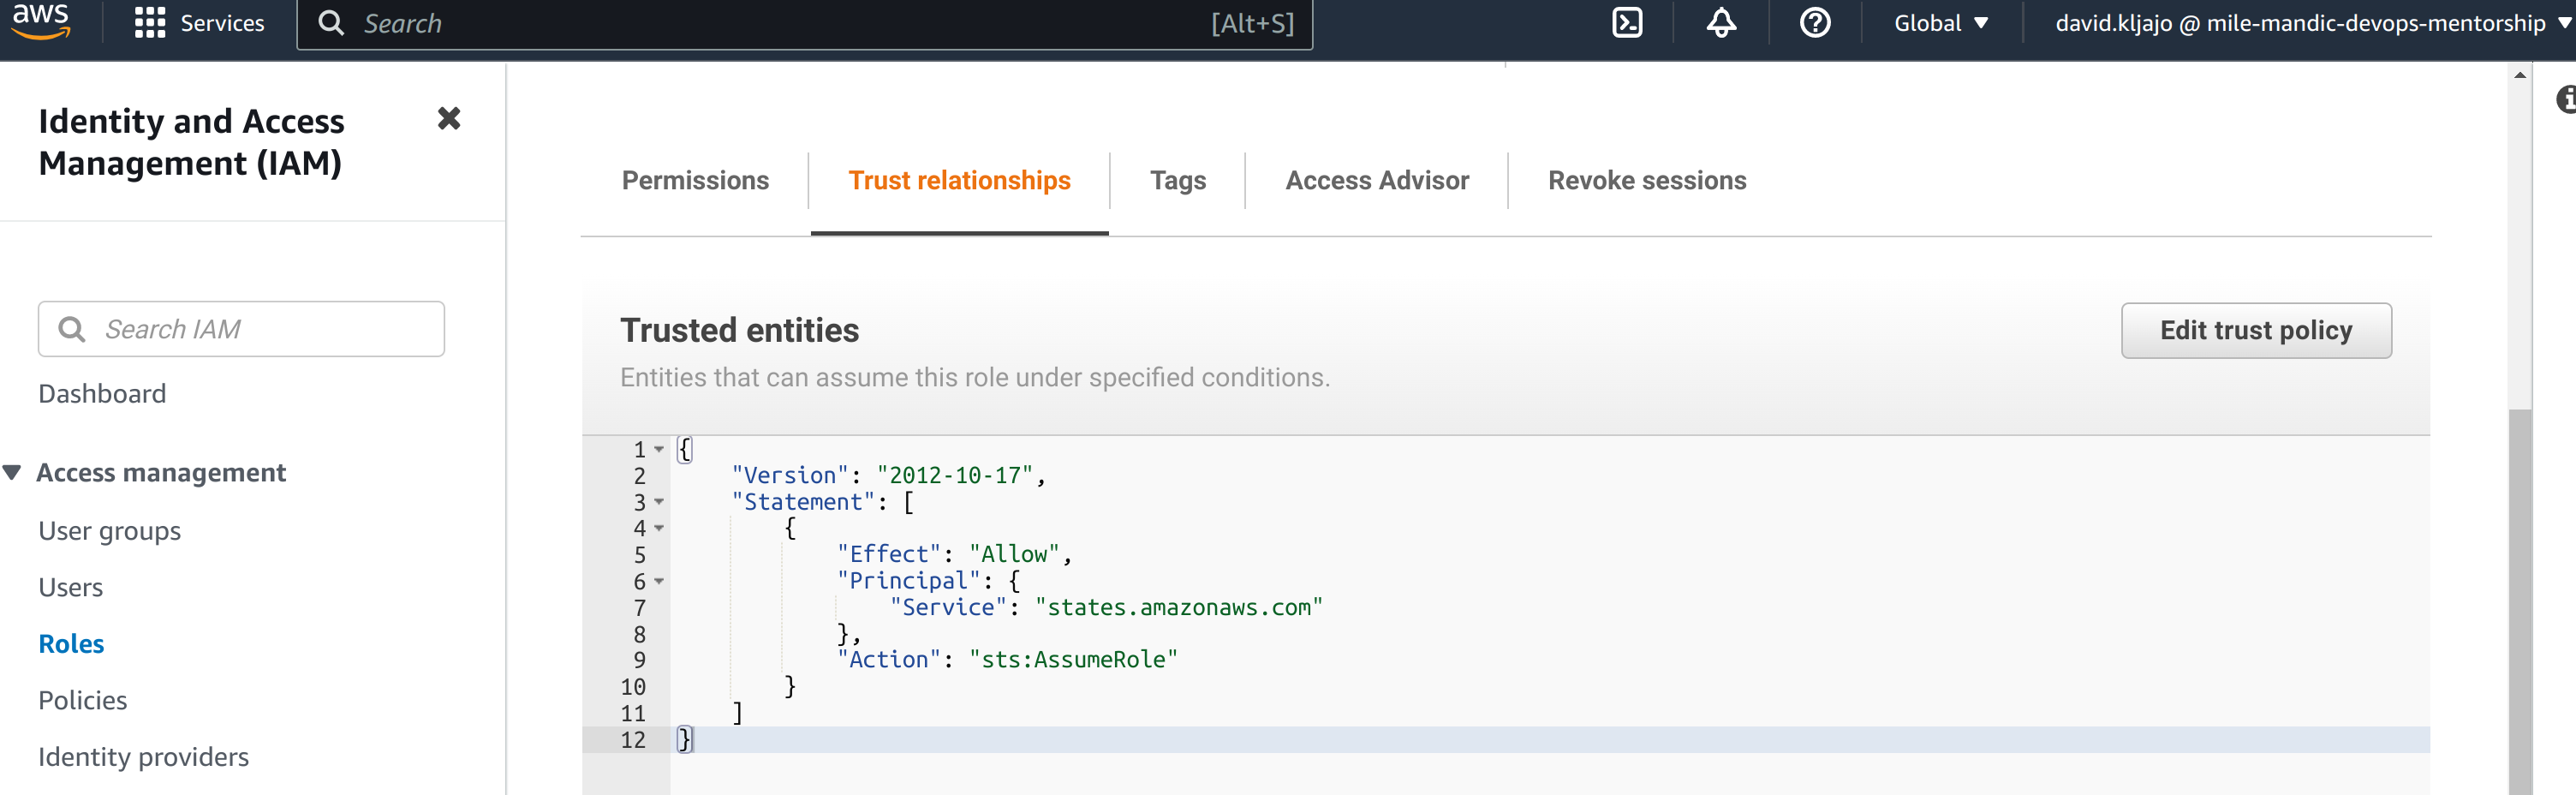 aws
Services
Search
[Alt+S]
Global
david.kljajo @ mile-mandic-devops-mentorship
Identity and Access
Management (IAM)
Search IAM
Dashboard
Access management
User groups
Users
Roles
Policies
Identity providers
Permissions
Trust relationships
Tags
Access Advisor
Revoke sessions
Trusted entities
Edit trust policy
Entities that can assume this role under specified conditions.
1 {
2     "Version": "2012-10-17",
3     "Statement": [
4         {
5             "Effect": "Allow",
6             "Principal": {
7                 "Service": "states.amazonaws.com"
8             },
9             "Action": "sts:AssumeRole"
10         }
11     ]
12 }